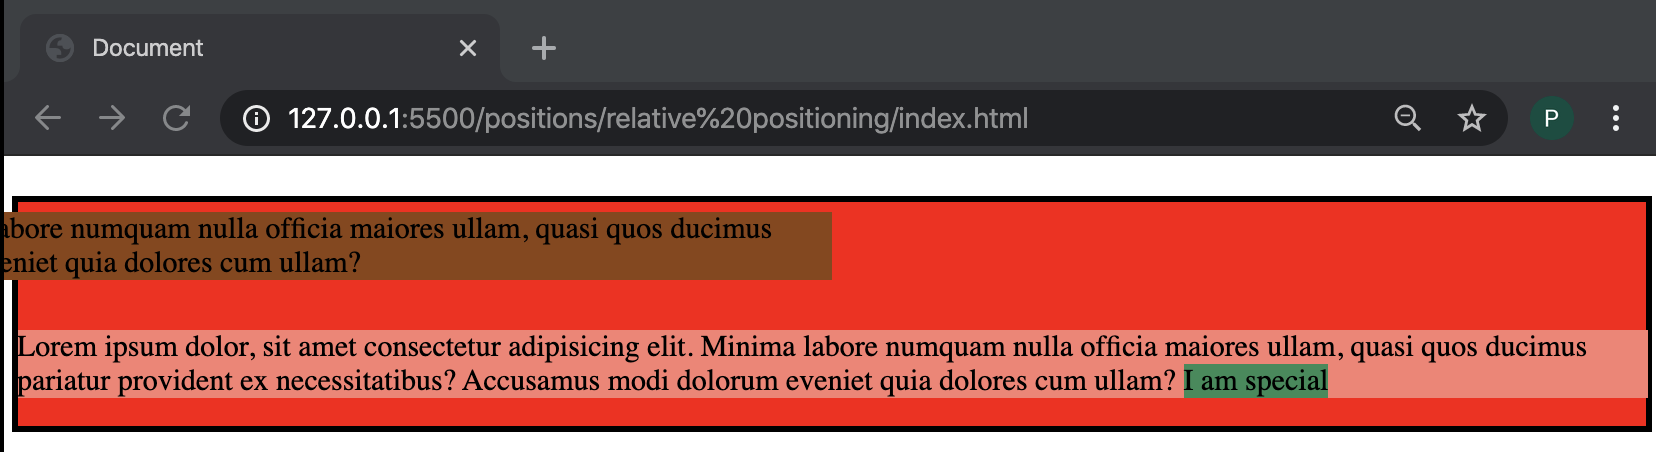 Document
127.0.0.1:5500/positions/relative%20positioning/index.html
P
abore numquam nulla officia maiores ullam, quasi quos ducimus
eniet quia dolores cum ullam?
Lorem ipsum dolor, sit amet consectetur adipisicing elit. Minima labore numquam nulla officia maiores ullam, quasi quos ducimus
pariatur provident ex necessitatibus? Accusamus modi dolorum eveniet quia dolores cum ullam? I am special